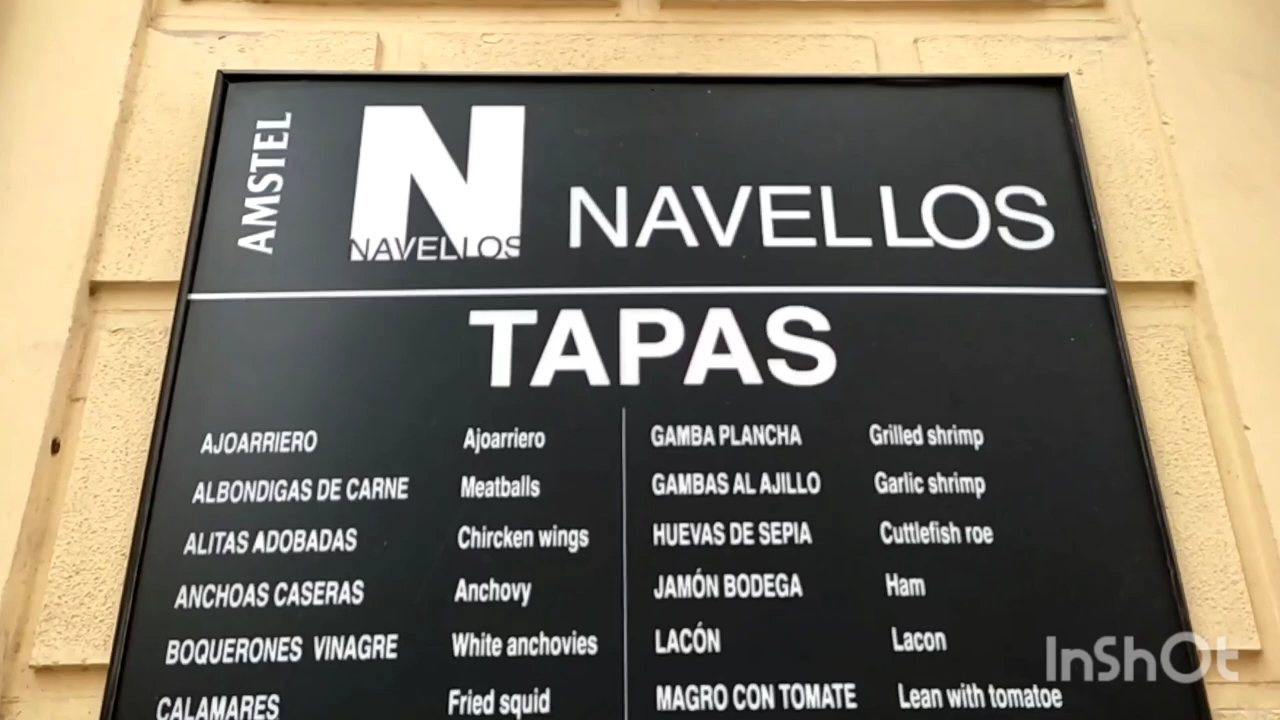 AMSTEL
N
NAVELLOS
NAVELLOS
TAPAS
AJOARRIERO Ajoarriero
ALBONDIGAS DE CARNE Meatballs
ALITAS ADOBADAS Chircken wings
ANCHOAS CASERAS Anchovy
BOQUERONES VINAGRE White anchovies
CALAMARES Fried squid
GAMBA PLANCHA Grilled shrimp
GAMBAS AL AJILLO Garlic shrimp
HUEVAS DE SEPIA Cuttlefish roe
JAMÓN BODEGA Ham
LACÓN Lacon
MAGRO CON TOMATE Lean with tomatoe
InShOt